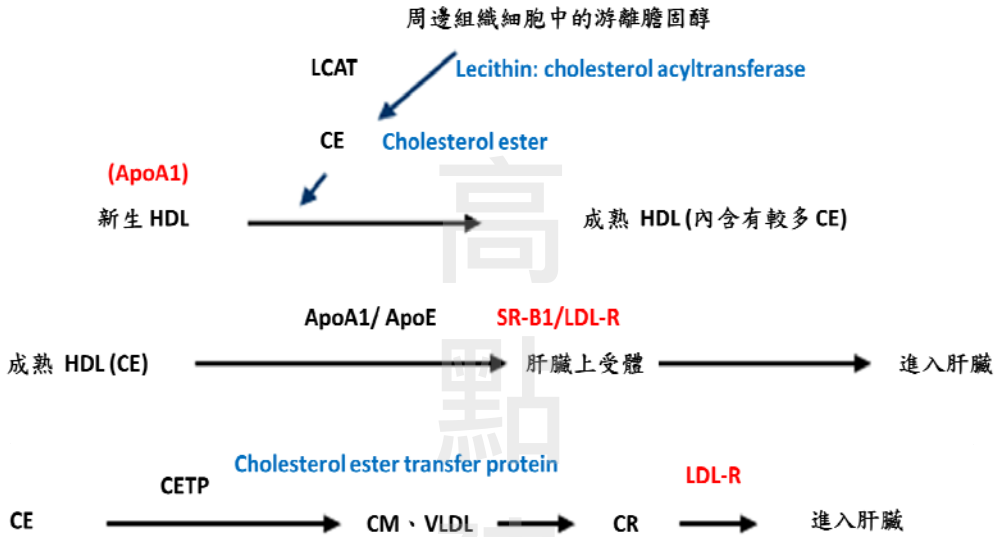 周邊組織細胞中的游離膽固醇
LCAT Lecithin: cholesterol acyltransferase
CE Cholesterol ester
(ApoA1)
新生 HDL 成熟 HDL (內含有較多 CE)
ApoA1/ ApoE SR-B1/LDL-R
成熟 HDL (CE) 肝臟上受體 進入肝臟
Cholesterol ester transfer protein
CETP LDL-R
CE CM、VLDL CR 進入肝臟
高
點